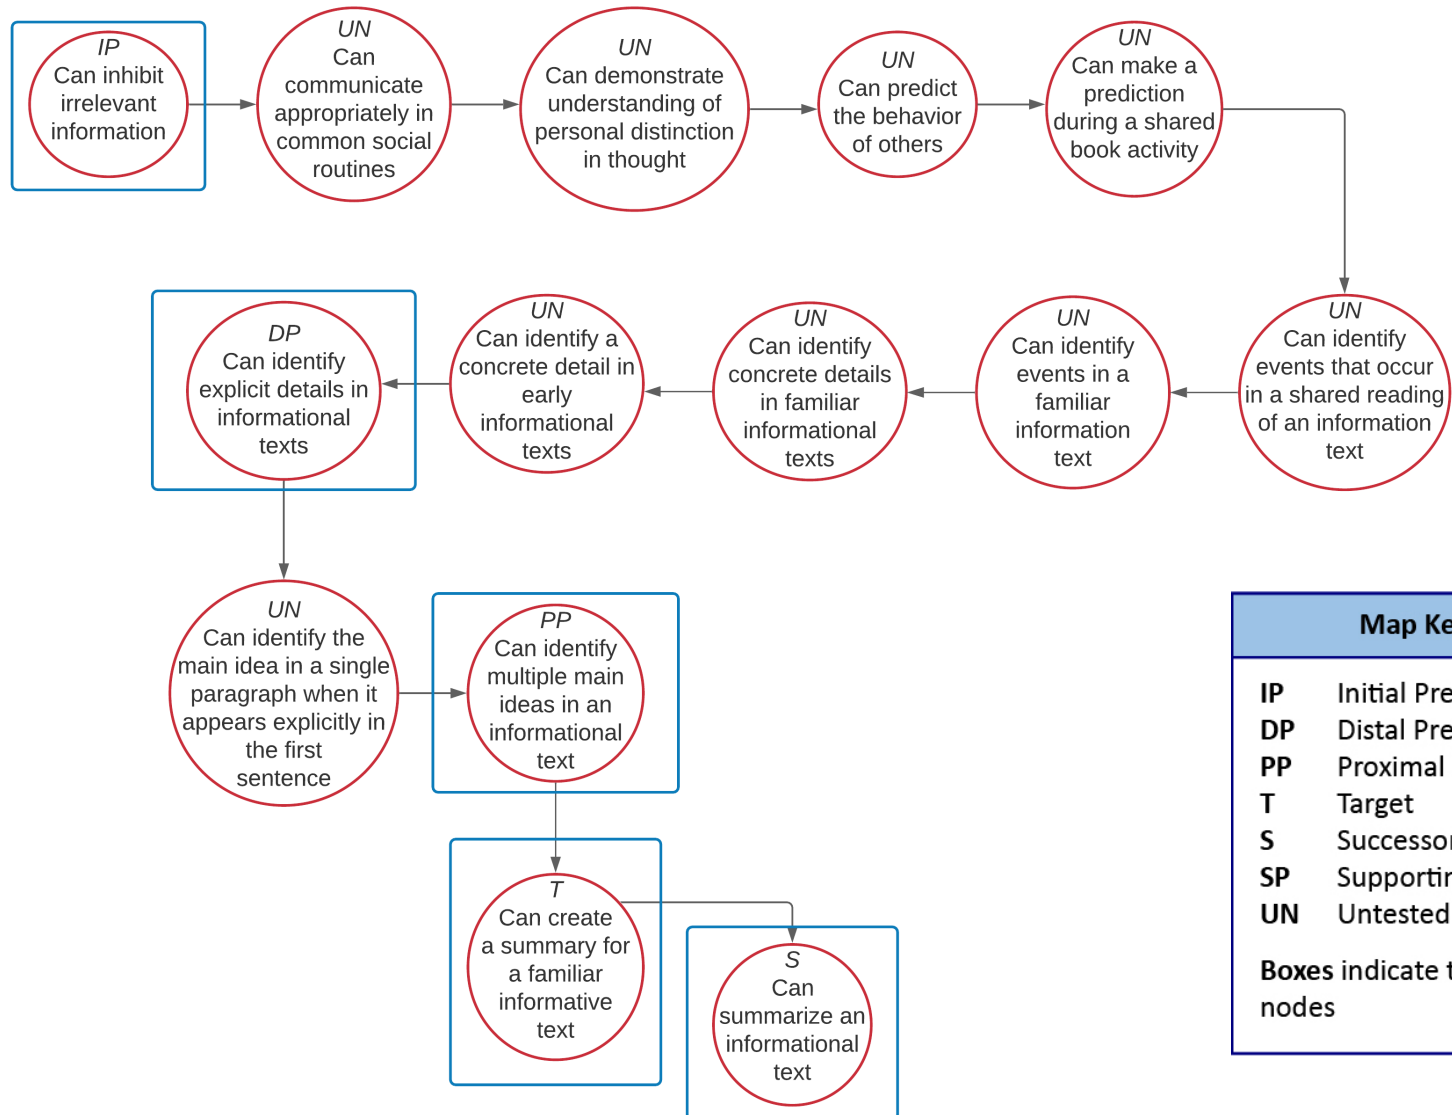 IP
Can inhibit
irrelevant
information
UN
Can
communicate
appropriately in
common social
routines
UN
Can demonstrate
understanding of
personal distinction
in thought
UN
Can predict
the behavior
of others
UN
Can make a
prediction
during a shared
book activity
UN
Can identify
events that occur
in a shared reading
of an information
text
UN
Can identify
events in a
familiar
information
text
UN
Can identify
concrete details
in familiar
informational
texts
UN
Can identify a
concrete detail in
early
informational
texts
DP
Can identify
explicit details in
informational
texts
UN
Can identify the
main idea in a single
paragraph when it
appears explicitly in
the first
sentence
PP
Can identify
multiple main
ideas in an
informational
text
T
Can create
a summary for
a familiar
informative
text
S
Can
summarize an
informational
text
Map Ke
IP Initial Pre
DP Distal Pre
PP Proximal
T Target
S Successor
SP Supportin
UN Untested
Boxes indicate t
nodes